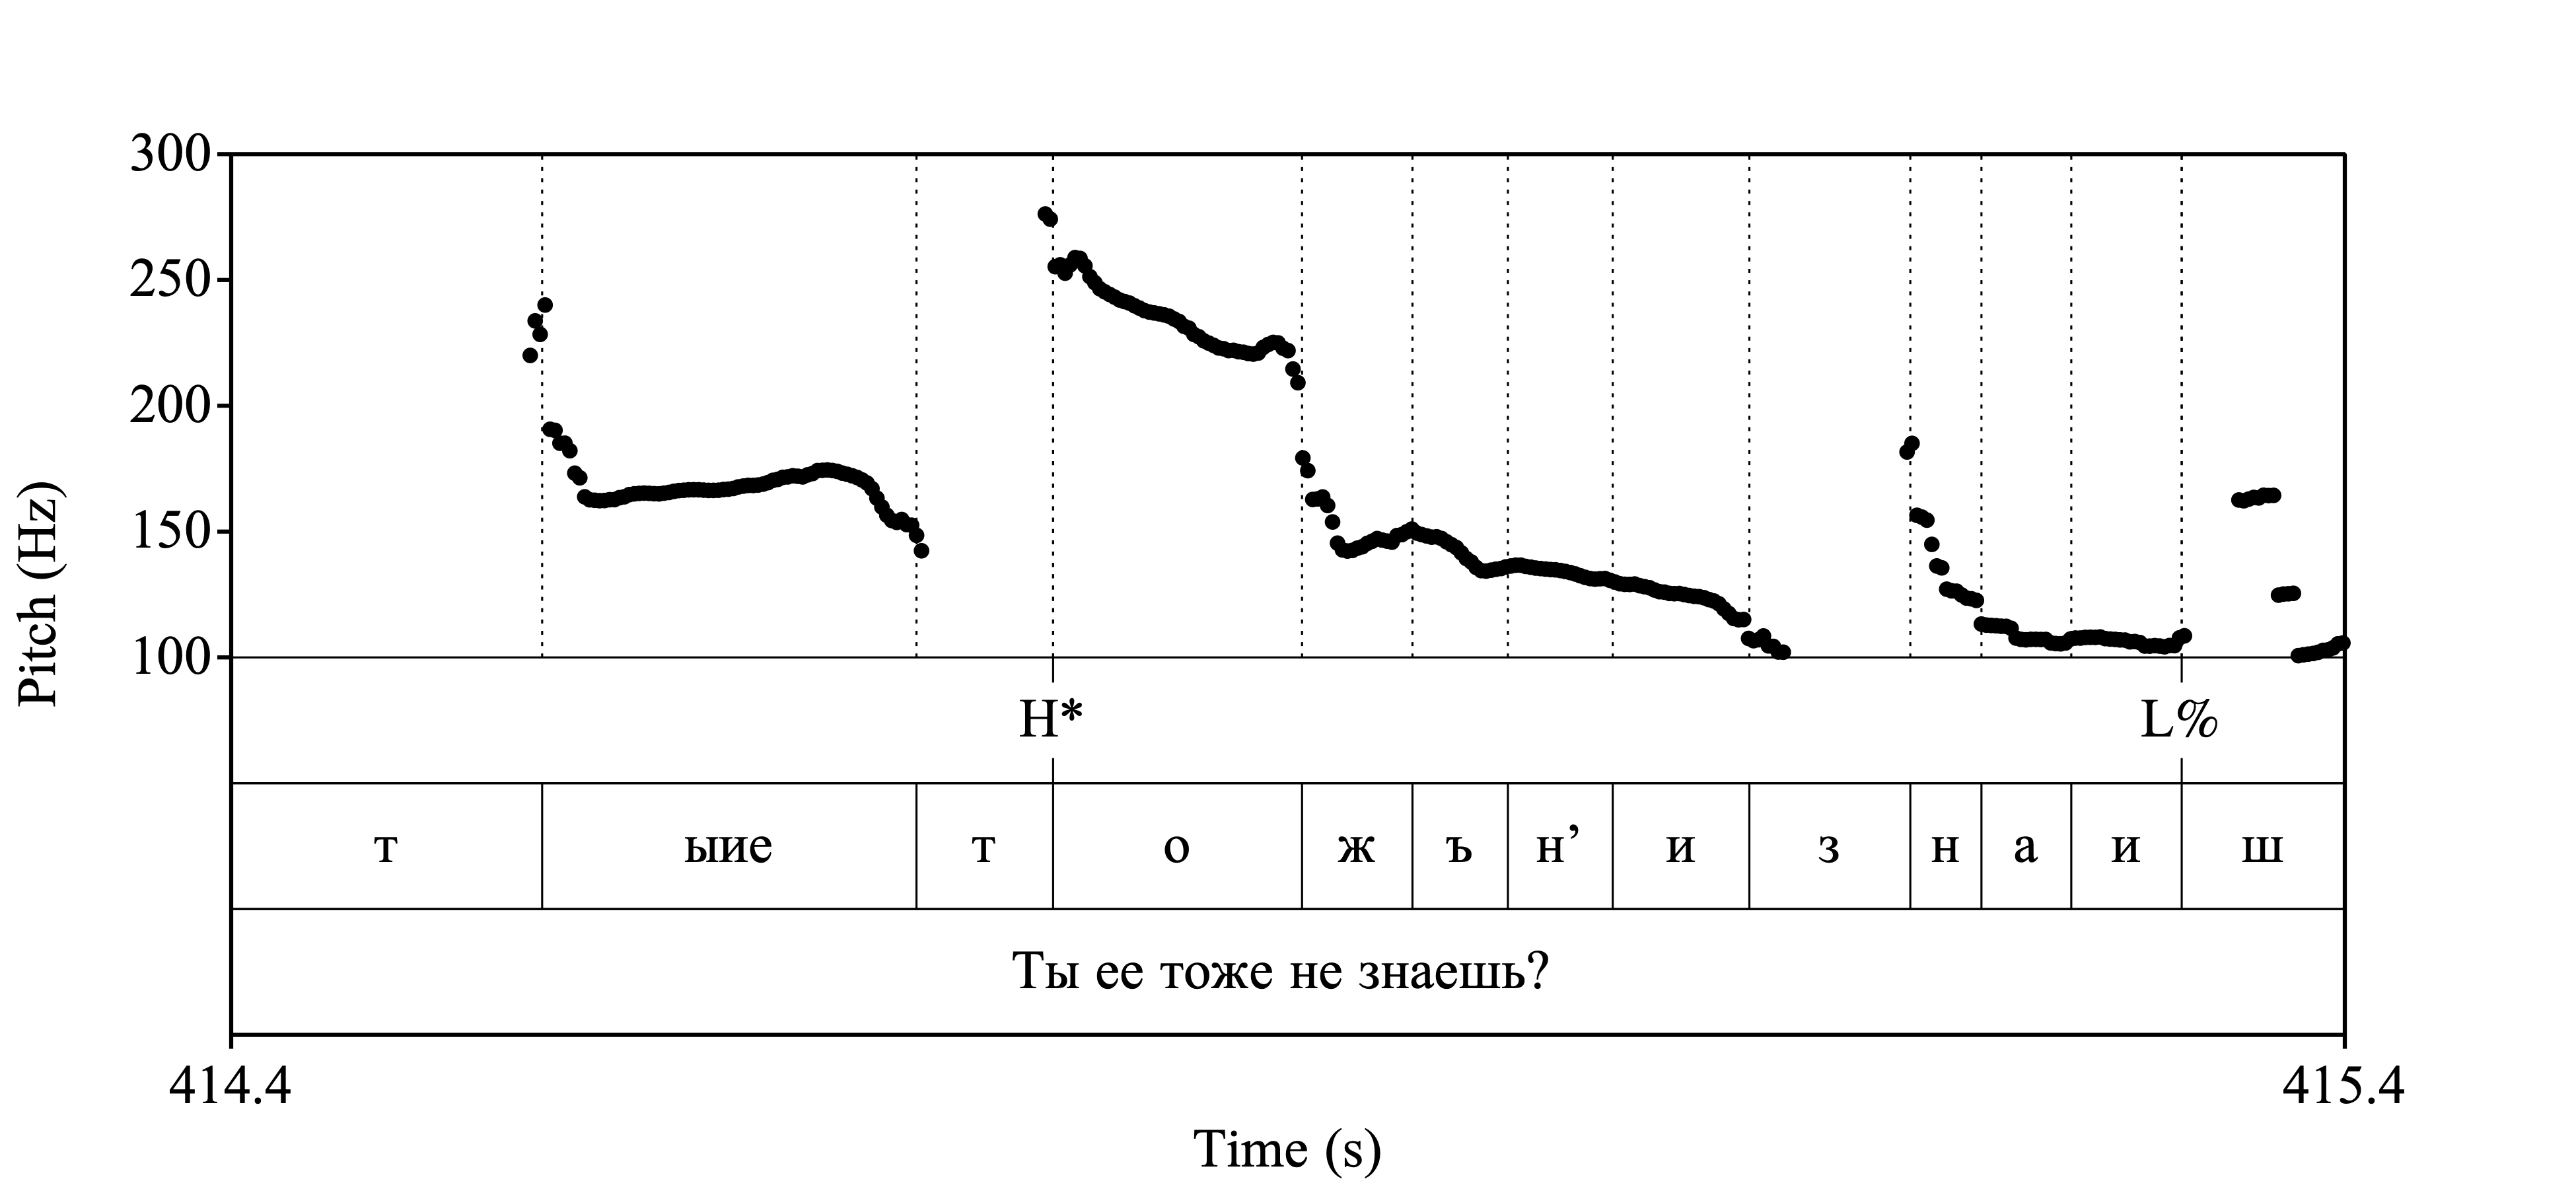 300
250
200
150
100
Pitch (Hz)
H* L%
т ыие т о ж ъ н’ и з н а и ш
Ты ее тоже не знаешь?
414.4 415.4
Time (s)